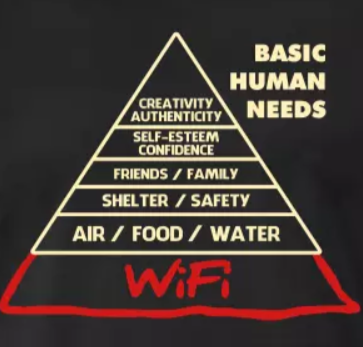 BASIC
HUMAN
NEEDS
CREATIVITY
AUTHENTICITY
SELF-ESTEEM
CONFIDENCE
FRIENDS / FAMILY
SHELTER / SAFETY
AIR / FOOD / WATER
WiFi